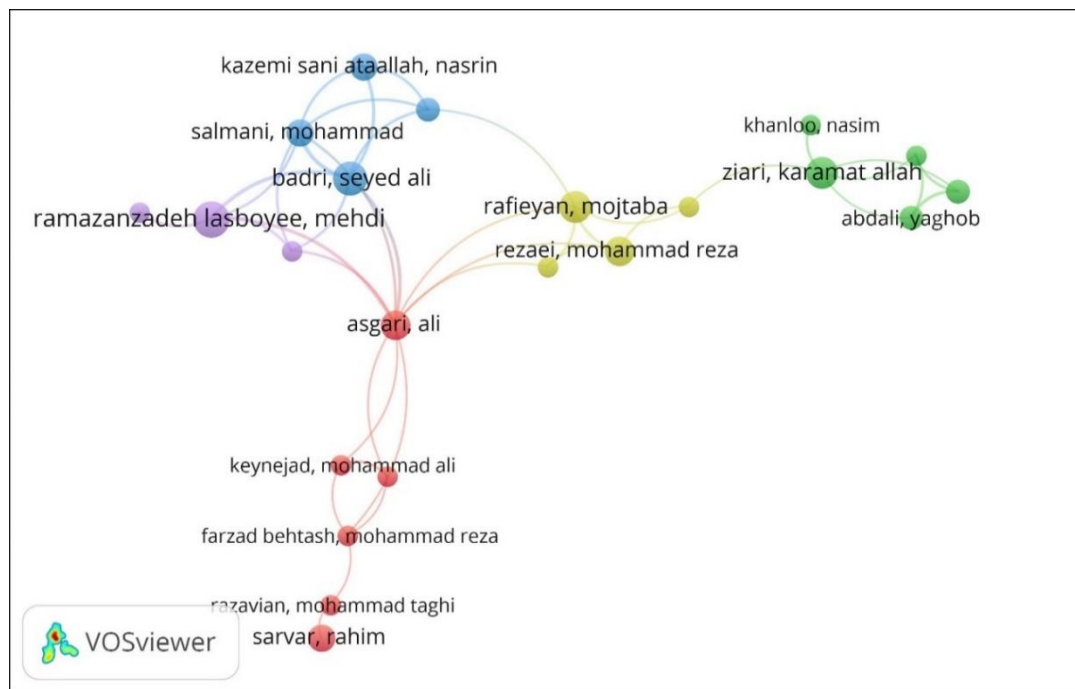 kazemi sani ataallah, nasrin
salmani, mohammad
khanloo, nasim
badri, seyed ali
ziari, karamat allah
ramazanzadeh lasboyee, mehdi
rafieyan, mojtaba
abdali, yaghob
rezaei, mohammad reza
asgari, ali
keynejad, mohammad ali
farzad behtash, mohammad reza
razavian, mohammad taghi
sarvar, rahim
VOSviewer